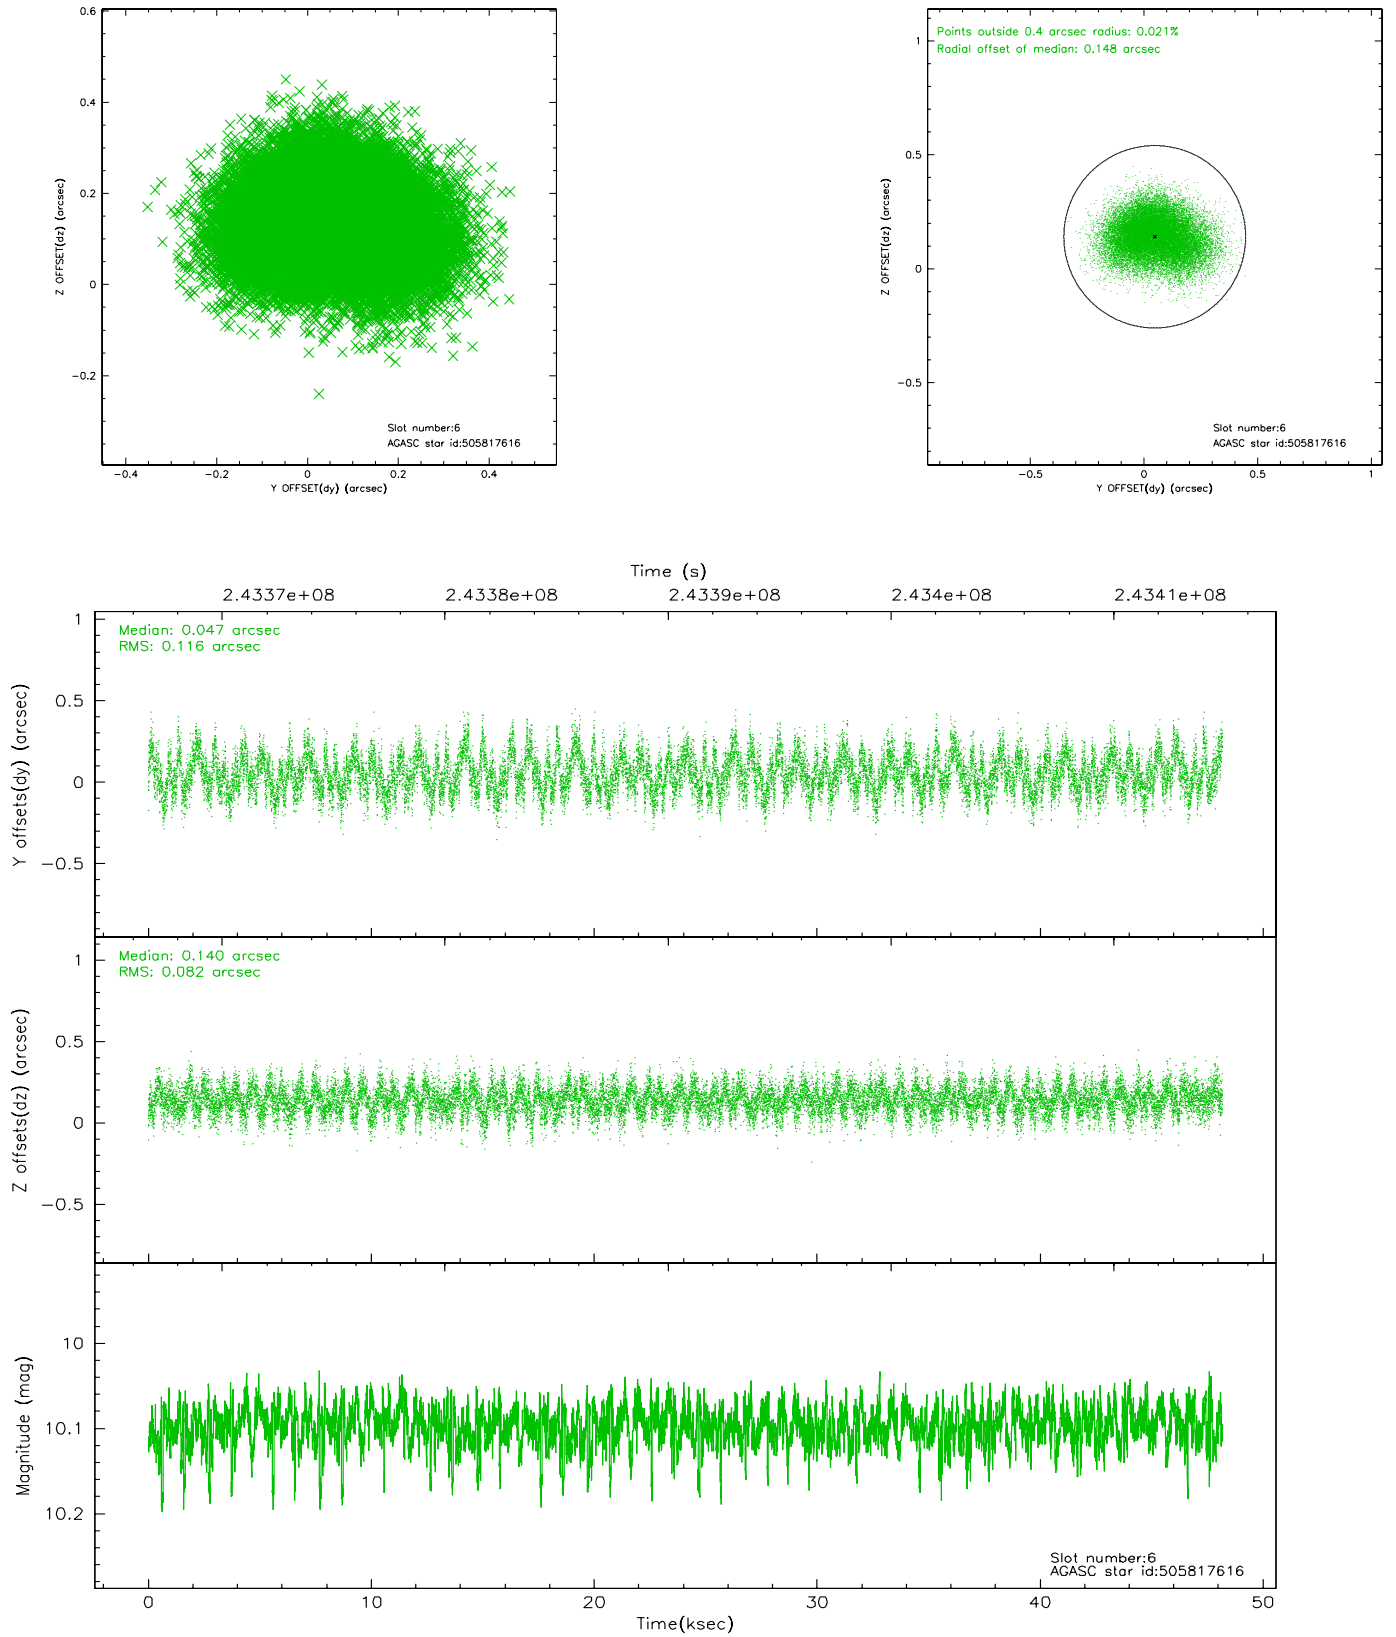 0.6
0.4
0.2
0
−0.2
Z OFFSET(dz) (arcsec)
Slot number:6
AGASC star id:505817616
−0.4 −0.2 0 0.2 0.4
Y OFFSET(dy) (arcsec)
Points outside 0.4 arcsec radius: 0.021%
Radial offset of median: 0.148 arcsec
1
0.5
0
−0.5
Z OFFSET(dz) (arcsec)
Slot number:6
AGASC star id:505817616
−0.5 0 0.5 1
Y OFFSET(dy) (arcsec)
Time (s)
2.4337e+08 2.4338e+08 2.4339e+08 2.434e+08 2.4341e+08
Median: 0.047 arcsec
RMS: 0.116 arcsec
1
0.5
0
−0.5
Y offsets(dy) (arcsec)
Median: 0.140 arcsec
RMS: 0.082 arcsec
1
0.5
0
−0.5
Z offsets(dz) (arcsec)
10
10.1
10.2
Magnitude (mag)
Slot number:6
AGASC star id:505817616
0 10 20 30 40 50
Time(ksec)